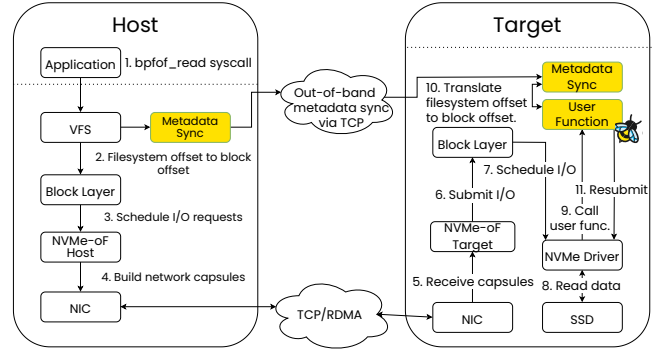 Host
Application
1. bpfof_read syscall
VFS
Metadata
Sync
2. Filesystem offset to block
offset
Block Layer
3. Schedule I/O requests
NVMe-oF
Host
4. Build network capsules
NIC
Out-of-band
metadata sync
via TCP
TCP/RDMA
Target
Metadata
Sync
10. Translate
filesystem offset
to block offset.
User
Function
Block Layer
7. Schedule I/O
6. Submit I/O
11. Resubmit
9. Call
user func.
NVMe-oF
Target
NVMe Driver
5. Receive capsules
8. Read data
NIC
SSD